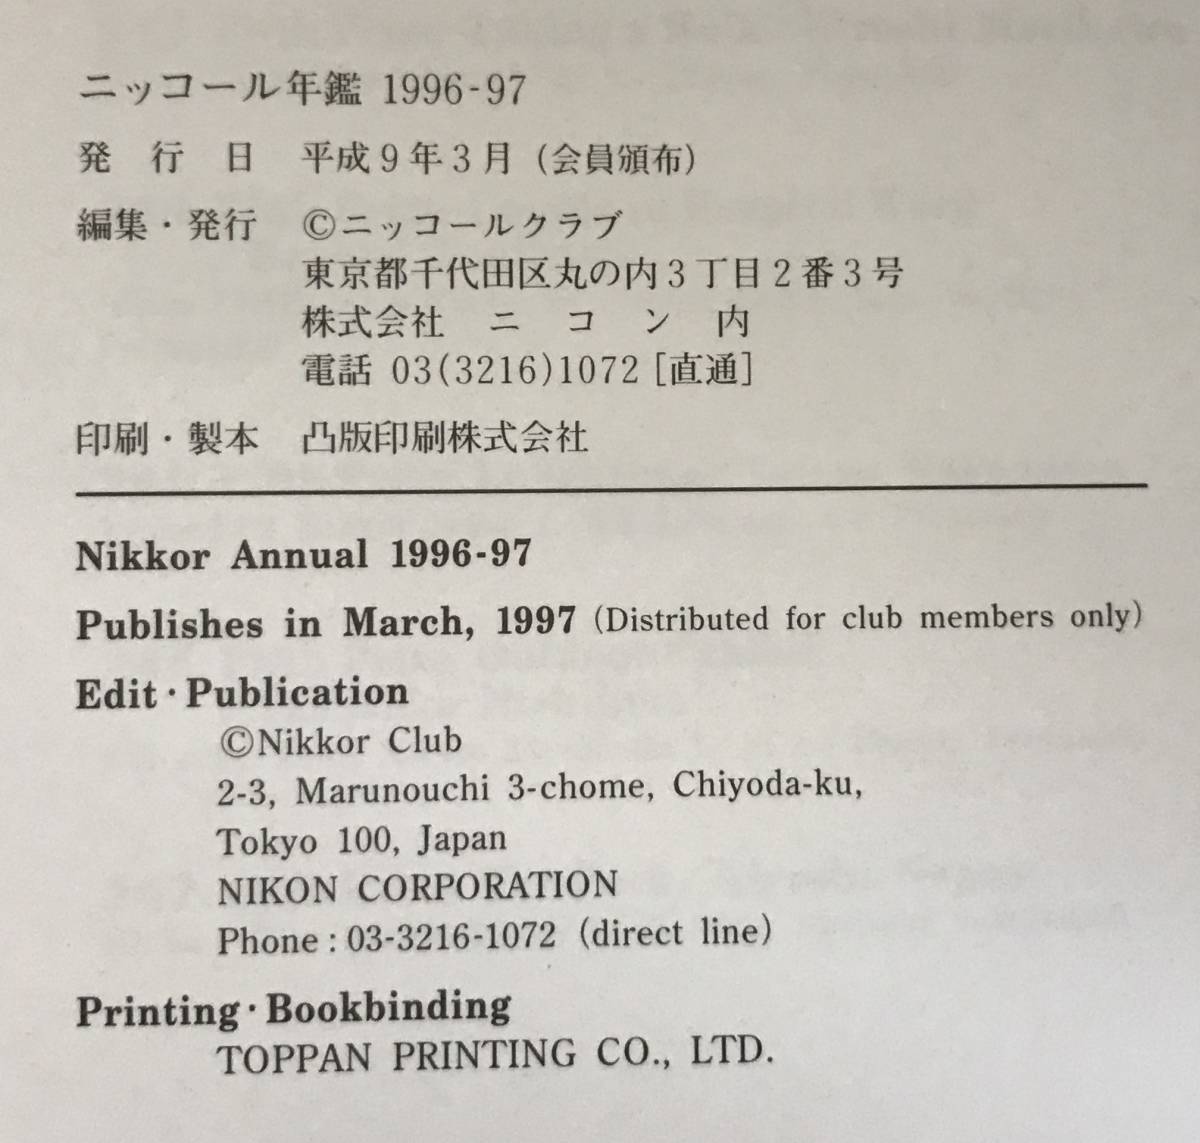 ニッコール年鑑 1996-97
発行日 平成9年3月（会員頒布）
編集・発行 ©ニッコールクラブ
東京都千代田区丸の内3丁目2番3号
株式会社 ニコン内
電話 03(3216)1072［直通］
印刷・製本 凸版印刷株式会社
Nikkor Annual 1996-97
Publishes in March, 1997 (Distributed for club members only)
Edit・Publication
©Nikkor Club
2-3, Marunouchi 3-chome, Chiyoda-ku,
Tokyo 100, Japan
NIKON CORPORATION
Phone : 03-3216-1072 (direct line)
Printing・Bookbinding
TOPPAN PRINTING CO., LTD.